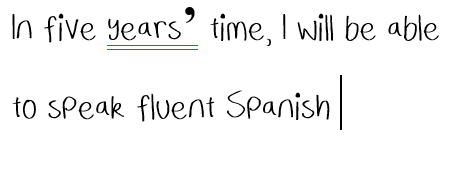 In five years’ time, I will be able
to speak fluent Spanish